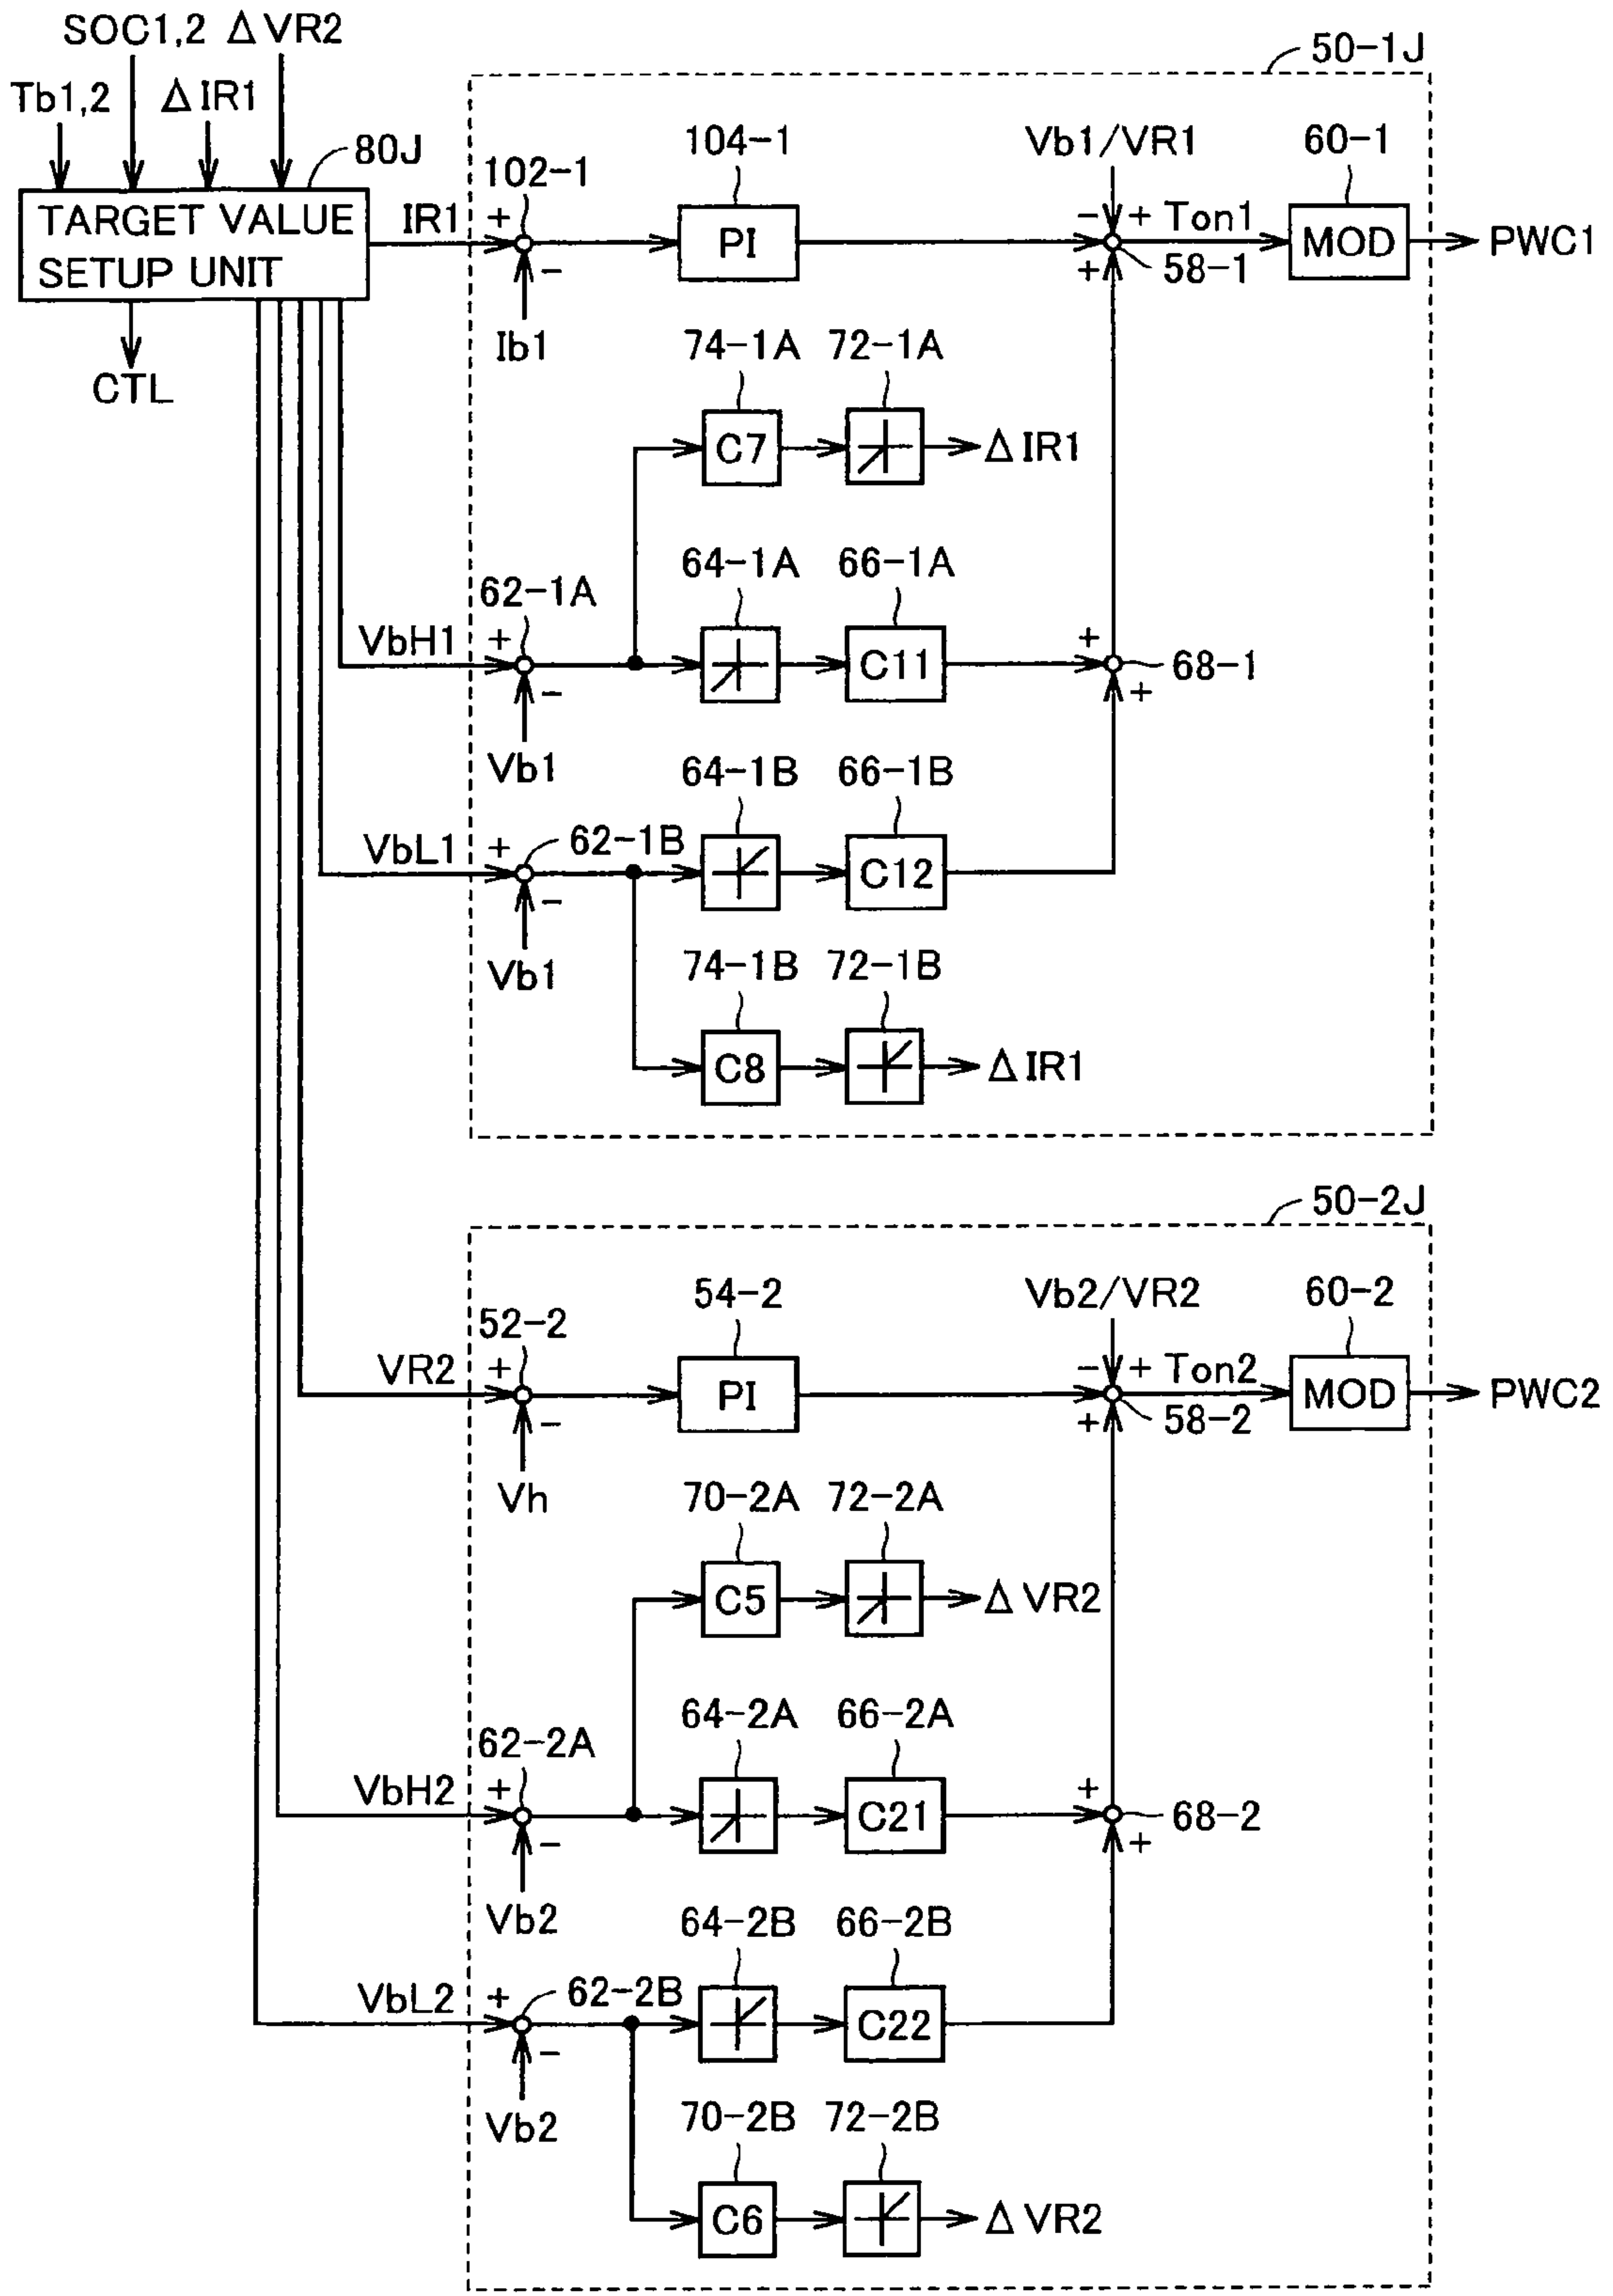 SOC1,2 ΔVR2
50-1J
Tb1,2 ΔIR1
80J
102-1
104-1
Vb1/VR1
60-1
TARGET VALUE
SETUP UNIT
IR1
+
-
PI
-
+
+
Ton1
58-1
MOD
PWC1
Ib1
CTL
74-1A
72-1A
C7
ΔIR1
64-1A
66-1A
62-1A
VbH1
+
-
C11
+
+
68-1
Vb1
64-1B
66-1B
62-1B
VbL1
+
-
C12
Vb1
74-1B
72-1B
C8
ΔIR1
50-2J
54-2
Vb2/VR2
60-2
52-2
VR2
+
-
PI
-
+
+
Ton2
58-2
MOD
PWC2
Vh
70-2A
72-2A
C5
ΔVR2
64-2A
66-2A
62-2A
VbH2
+
-
C21
+
+
68-2
Vb2
64-2B
66-2B
62-2B
VbL2
+
-
C22
Vb2
70-2B
72-2B
C6
ΔVR2